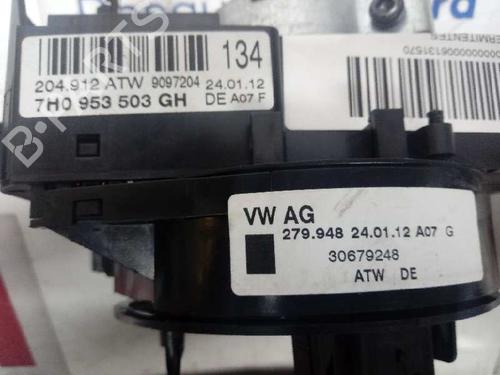 134
204.912 ATW 9097204 24.01.12
7H0 953 503 GH DE A07 F
ERMITENTES
VW AG
279.948 24.01.12 A07 G
30679248
ATW DE